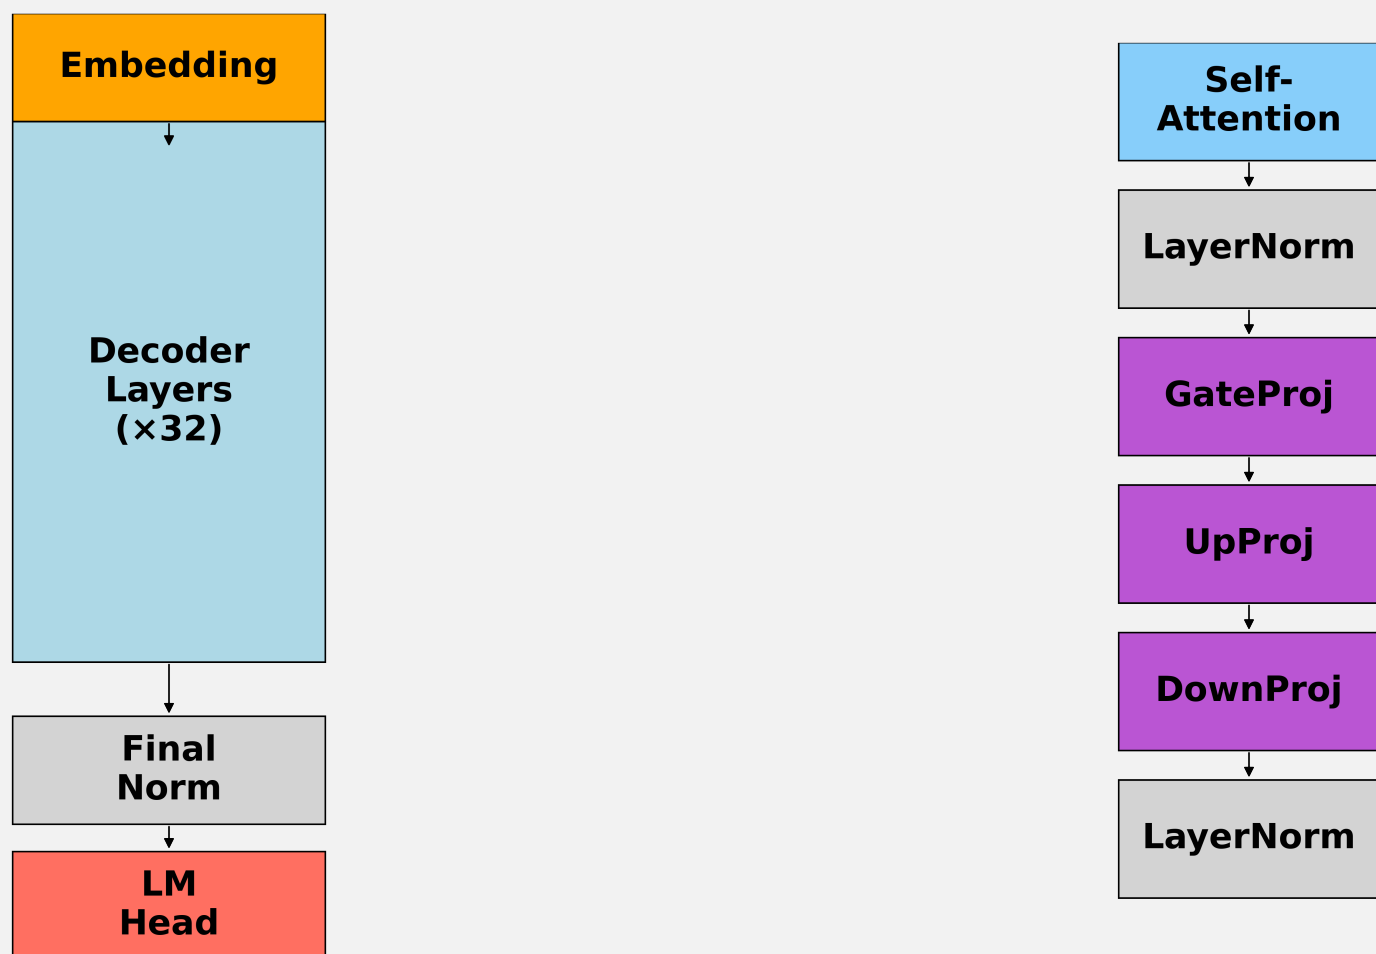 Embedding
Decoder
Layers
(×32)
Final
Norm
LM
Head
Self-
Attention
LayerNorm
GateProj
UpProj
DownProj
LayerNorm